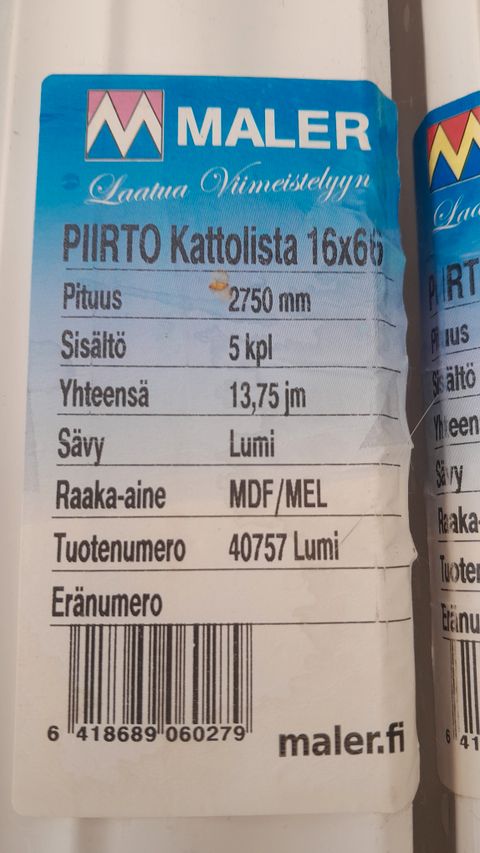 MALER
Laatua Viimeistelyyn
PIIRTO Kattolista 16x66
Pituus 2750 mm
Sisältö 5 kpl
Yhteensä 13,75 jm
Sävy Lumi
Raaka-aine MDF/MEL
Tuotenumero 40757 Lumi
Eränumero
6 418689 060279
maler.fi